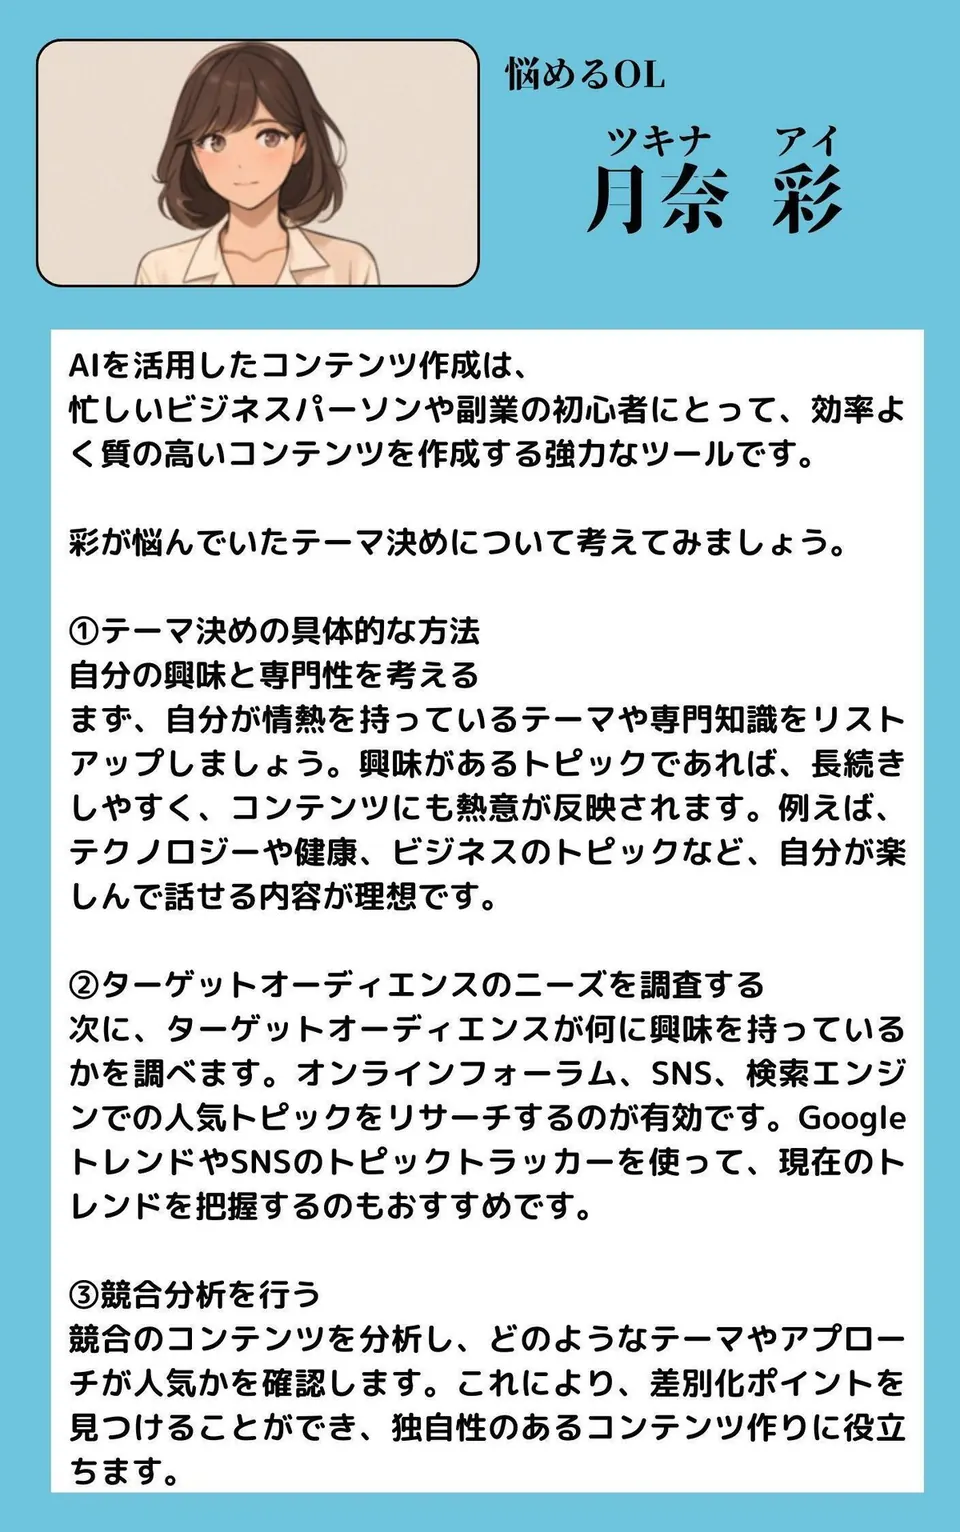 悩めるOL
ツキナ アイ
月奈 彩
AIを活用したコンテンツ作成は、
忙しいビジネスパーソンや副業の初心者にとって、効率よ
く質の高いコンテンツを作成する強力なツールです。
彩が悩んでいたテーマ決めについて考えてみましょう。
①テーマ決めの具体的な方法
自分の興味と専門性を考える
まず、自分が情熱を持っているテーマや専門知識をリスト
アップしましょう。興味があるトピックであれば、長続き
しやすく、コンテンツにも熱意が反映されます。例えば、
テクノロジーや健康、ビジネスのトピックなど、自分が楽
しんで話せる内容が理想です。
②ターゲットオーディエンスのニーズを調査する
次に、ターゲットオーディエンスが何に興味を持っている
かを調べます。オンラインフォーラム、SNS、検索エンジ
ンでの人気トピックをリサーチするのが有効です。Google
トレンドやSNSのトピックトラッカーを使って、現在のト
レンドを把握するのもおすすめです。
③競合分析を行う
競合のコンテンツを分析し、どのようなテーマやアプロー
チが人気かを確認します。これにより、差別化ポイントを
見つけることができ、独自性のあるコンテンツ作りに役立
ちます。